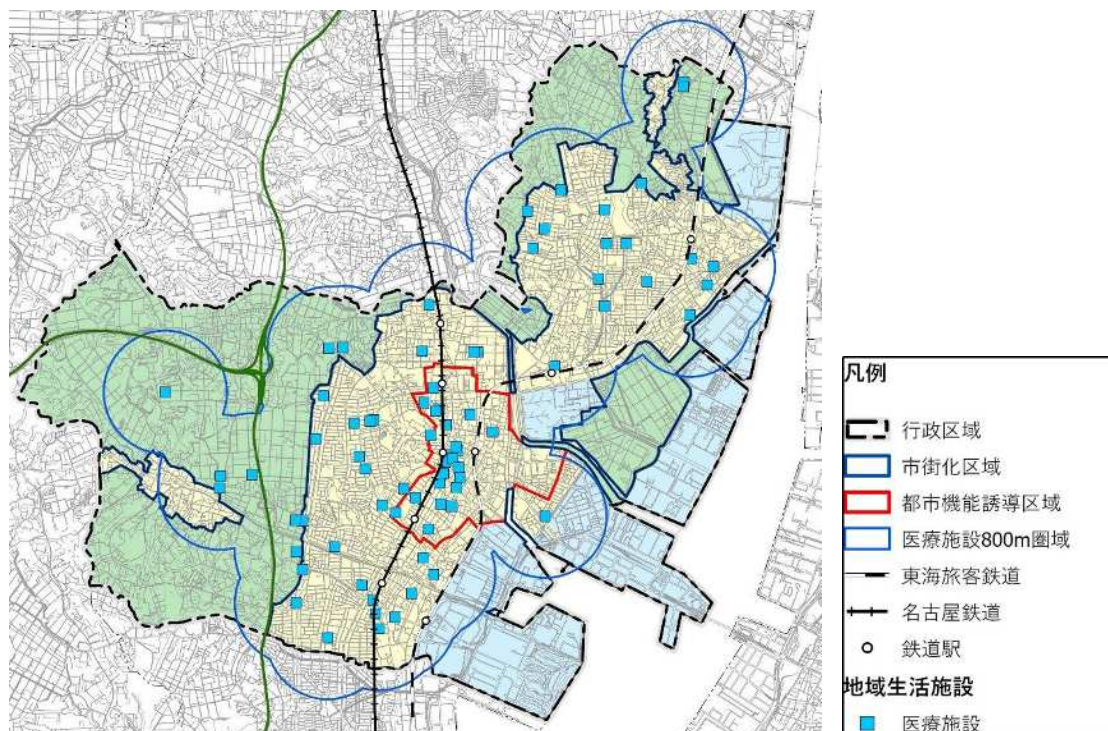 凡例
行政区域
市街化区域
都市機能誘導区域
医療施設800m圏域
東海旅客鉄道
名古屋鉄道
鉄道駅
地域生活施設
医療施設